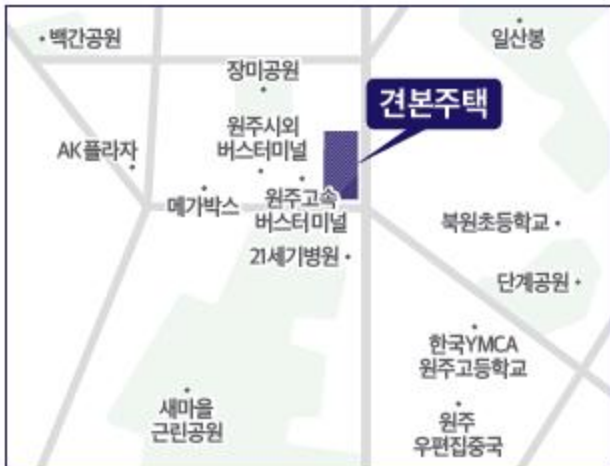 백간공원
일산봉
장미공원
견본주택
원주시외
버스터미널
AK플라자
메가박스
원주고속
버스터미널
북원초등학교
21세기병원
단계공원
한국YMCA
원주고등학교
새마을
근린공원
원주
우편집중국